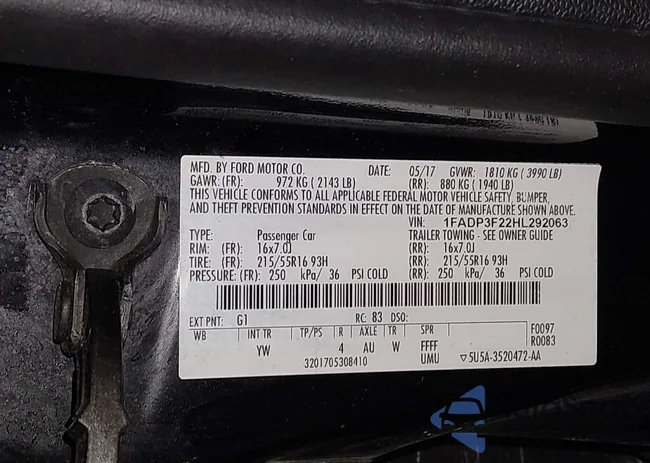 MFD. BY FORD MOTOR CO. DATE: 05/17 GVWR: 1810 KG ( 3990 LB)
GAWR: (FR): 972 KG ( 2143 LB) (RR): 880 KG ( 1940 LB)
THIS VEHICLE CONFORMS TO ALL APPLICABLE FEDERAL MOTOR VEHICLE SAFETY, BUMPER,
AND THEFT PREVENTION STANDARDS IN EFFECT ON THE DATE OF MANUFACTURE SHOWN ABOVE.
VIN: 1FADP3F22HL292063
TYPE: Passenger Car TRAILER TOWING - SEE OWNER GUIDE
RIM: (FR): 16x7.0J (RR): 16x7.0J
TIRE: (FR): 215/55R16 93H (RR): 215/55R16 93H
PRESSURE: (FR): 250 kPa/ 36 PSI COLD (RR): 250 kPa/ 36 PSI COLD
EXT PNT: G1 RC: 83 DSO:
WB INT TR TP/PS R AXLE TR SPR F0097
YW 4 AU W FFFF R0083
3201705308410 UMU ▽5U5A-3520472-AA